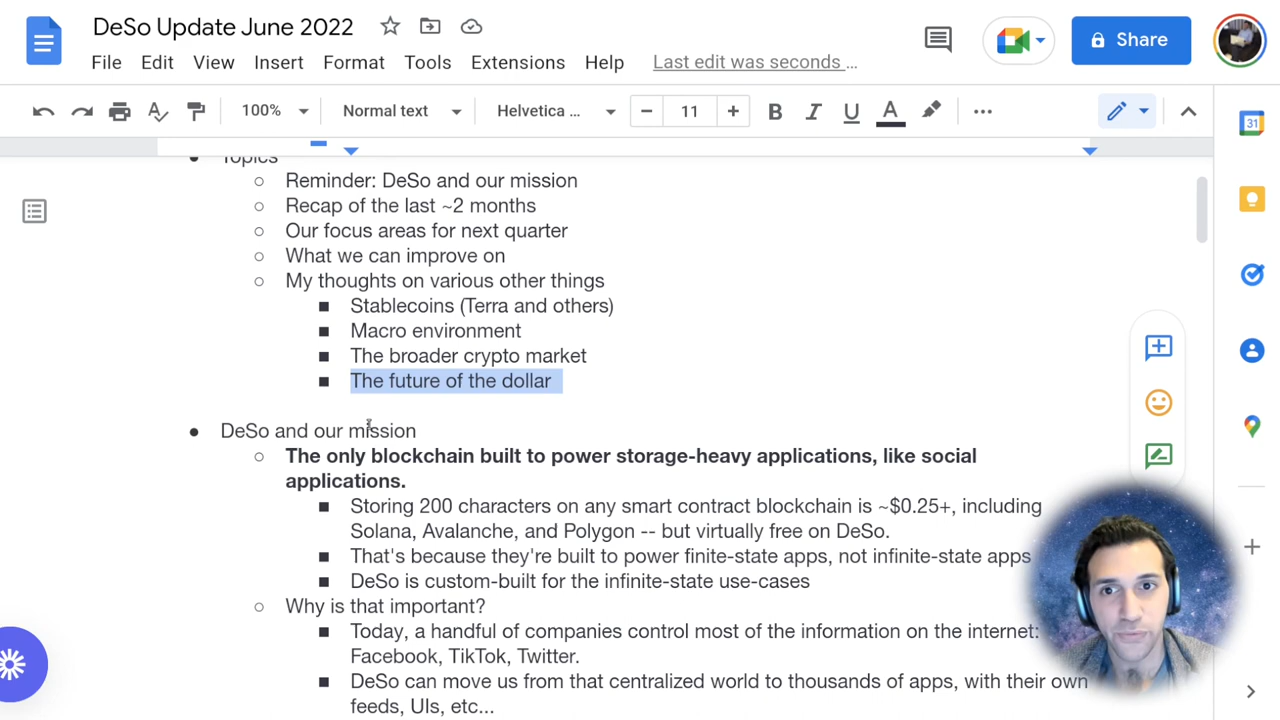 DeSo Update June 2022
Share
File Edit View Insert Format Tools Extensions Help Last edit was seconds …
100% Normal text Helvetica ... 11 B I U A
31
Topics
Reminder: DeSo and our mission
Recap of the last ~2 months
Our focus areas for next quarter
What we can improve on
My thoughts on various other things
Stablecoins (Terra and others)
Macro environment
The broader crypto market
The future of the dollar
DeSo and our mission
The only blockchain built to power storage-heavy applications, like social
applications.
Storing 200 characters on any smart contract blockchain is ~$0.25+, including
Solana, Avalanche, and Polygon -- but virtually free on DeSo.
That's because they're built to power finite-state apps, not infinite-state apps
DeSo is custom-built for the infinite-state use-cases
Why is that important?
Today, a handful of companies control most of the information on the internet:
Facebook, TikTok, Twitter.
DeSo can move us from that centralized world to thousands of apps, with their own
feeds, UIs, etc...